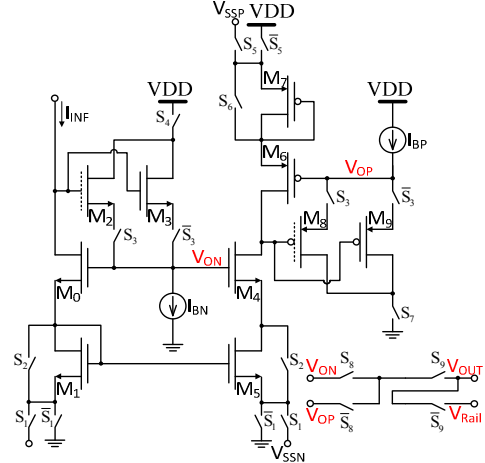 V_SSP
VDD
S_5
S̅_5
M_7
S_6
VDD
VDD
I_INF
S_4
M_6
I_BP
V_OP
M_2
M_3
S_3
S̅_3
M_8
M_9
S_3
S̅_3
V_ON
M_0
M_4
I_BN
S_7
S_2
M_1
M_5
S_2
V_ON
S_8
S_9
V_OUT
S_1
S̅_1
S̅_1
S_1
V_OP
S̅_8
S̅_9
V_Rail
V_SSN